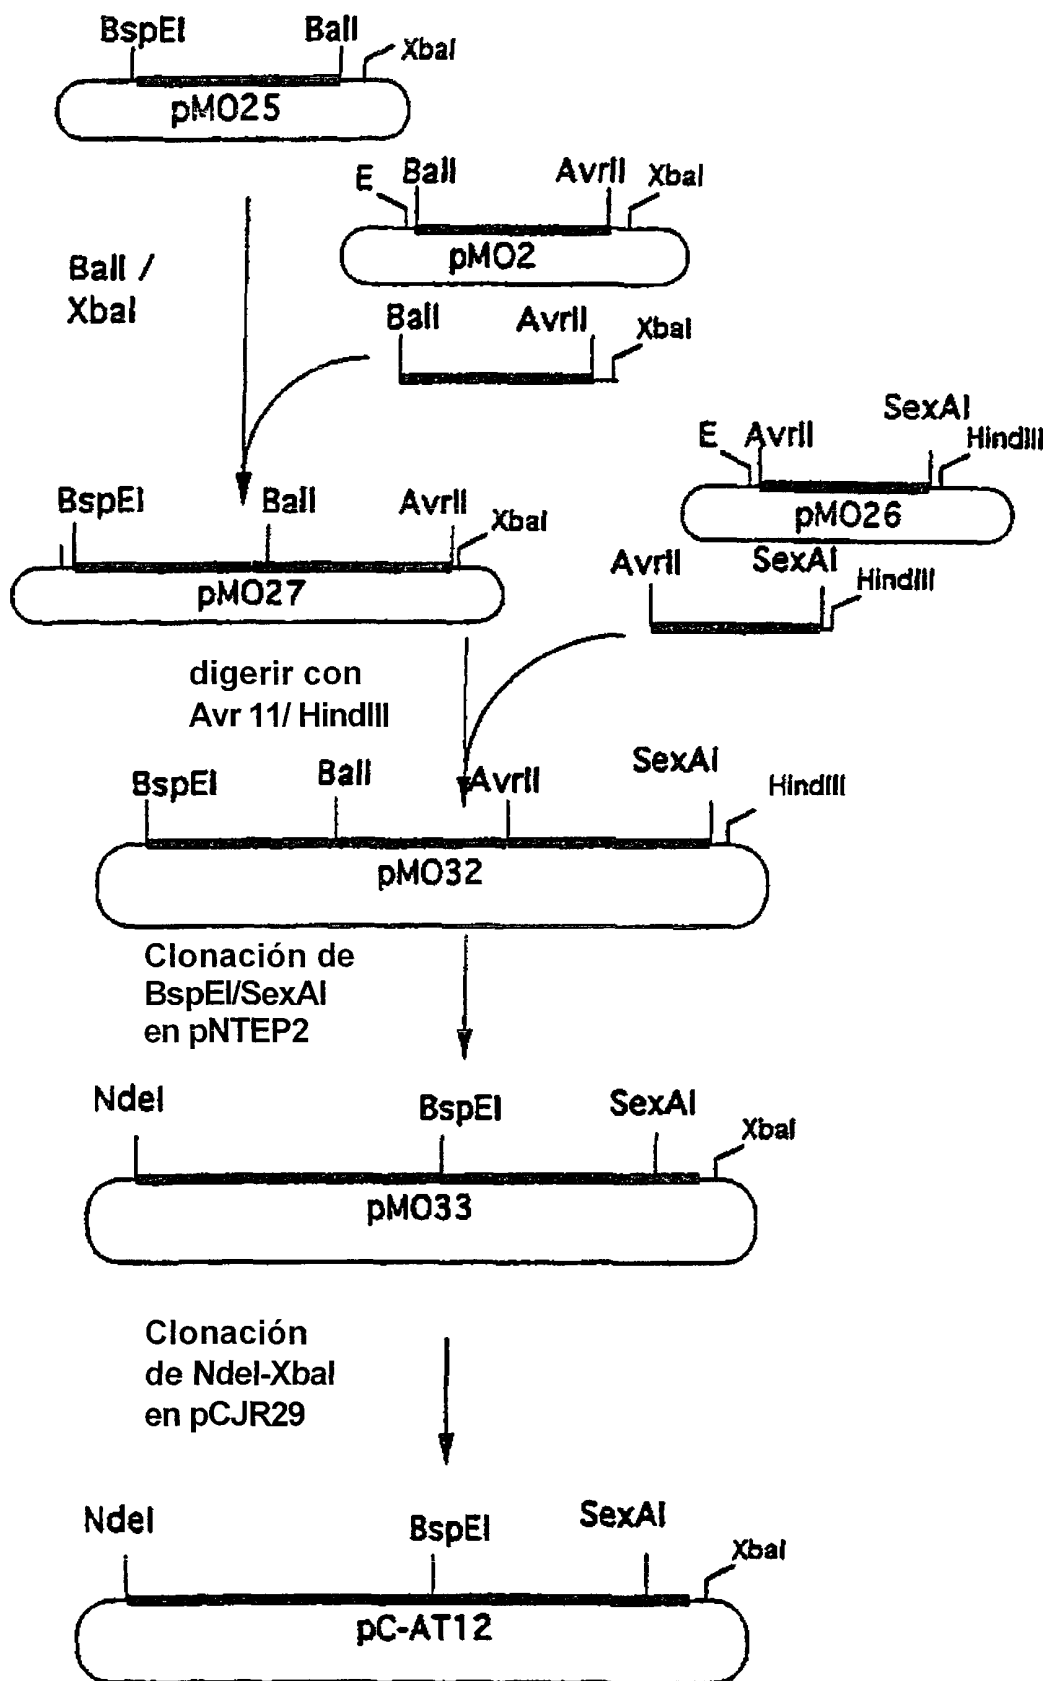 BspEI BalI XbaI
pMO25
E BalI AvrII XbaI
pMO2
BalI /
XbaI
BalI AvrII XbaI
SexAI
E AvrII HindIII
pMO26
BspEI BalI AvrII XbaI
pMO27
AvrII SexAI HindIII
digerir con
Avr 11/ HindIII
BspEI BalI AvrII SexAI HindIII
pMO32
Clonación de
BspEI/SexAI
en pNTEP2
NdeI BspEI SexAI XbaI
pMO33
Clonación
de NdeI-XbaI
en pCJR29
NdeI BspEI SexAI XbaI
pC-AT12